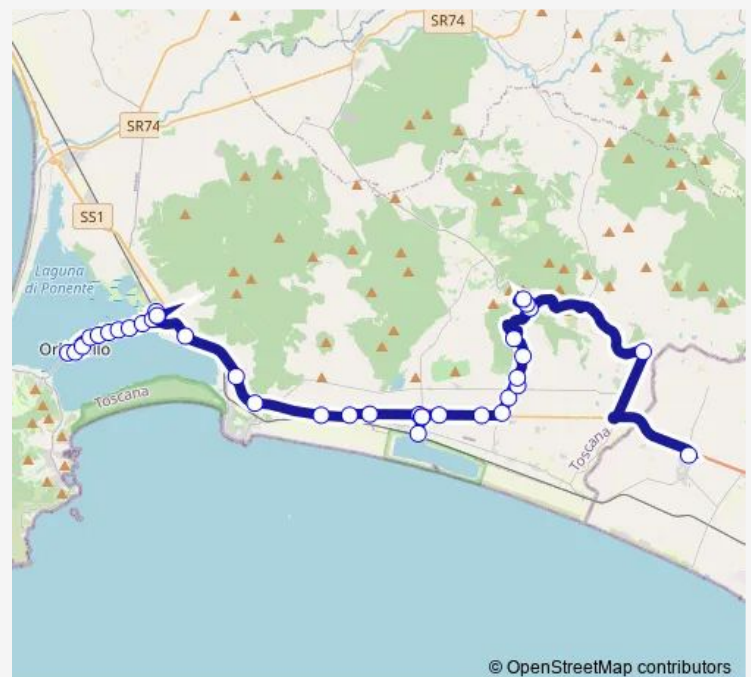 SR74
SR74
SS1
Laguna
di Ponente
Toscana
Toscana
© OpenStreetMap contributors